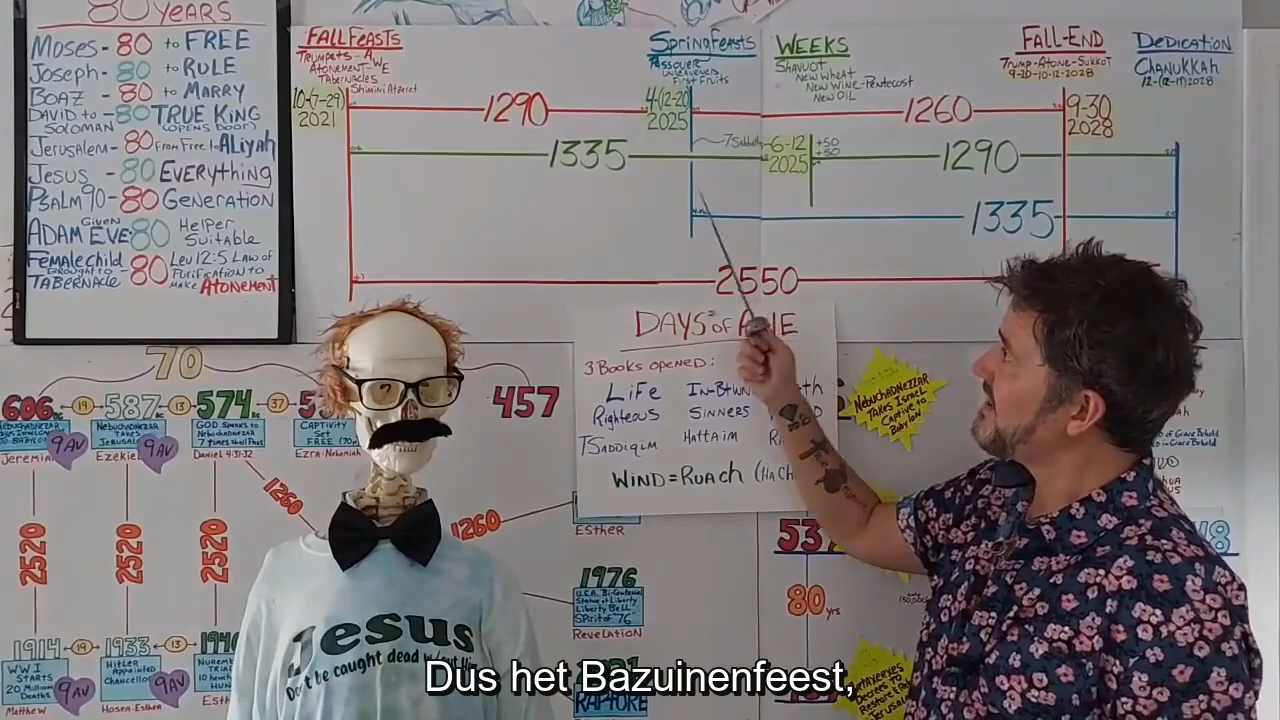 80 YEARS
Moses - 80 to FREE
Joseph - 80 to RULE
BOAZ - 80 to MARRY
DAVID to - 80 TRUE KING
SOLOMAN (OPENS DOOR)
Jerusalem - 80 From Free to ALiyah
Jesus - 80 EVERYthing
PSalm 90 - 80 Generation
ADAM GIVEN EVE - 80 Helper Suitable
Female child - 80 Lev 12:5 Law of
BROUGHT to Purification to
TABERNACLE MAKE ATONEMENT
FALL FEASTS
Trumpets - AWE
Atonement
Tabernacles
Shimini Atzeret
10-(7-29)
2021
1290
SpringFeasts
Passover
Unleavened
First Fruits
4-(12-20)
2025
WEEKS
SHAVUOT
New Wheat
New Wine - Pentecost
New OIL
1260
FALL-END
Trump-Atone-Sukkot
9-20-10-12-2028
9-30
2028
DEDICATION
CHANUKKAH
1335
7 Sabbaths
6-12
2025
+50
+50
1290
1335
2550
DAYS of AWE
3 Books opened:
Life In-Btwn
Righteous Sinners
TSaddiqim Hattaim
WIND = RUACH
70
606 19 587 13 574 37
457
NEBUCHADNEZZAR
TAKES
JERUSALEM
GOD SPEAKS to
NEBUCHADNEZZAR
7 times shall Pass
CAPTIVITY
Set
FREE
9AV
9AV
Jeremiah
Ezekiel
Daniel 4:31-32
Ezra-Nehemiah
1260
1260
2520
2520
2520
Esther
1976
U.S.A. Bi-Centennial
Statue of Liberty
Liberty Bell
Spirit of '76
Revelation
RAPTURE
1914 19 1933 13
WWI
STARTS
20 Million
DEATHS
HITLER
APPOINTED
Chancellor
9AV
9AV
Matthew
Hosea-Esther
NEBUCHADNEZZAR
TAKES ISRAEL
CAPTIVE to
BABYLON
80 yrs
Jesus
Don't be caught dead w/out Him
Dus het Bazuinenfeest,